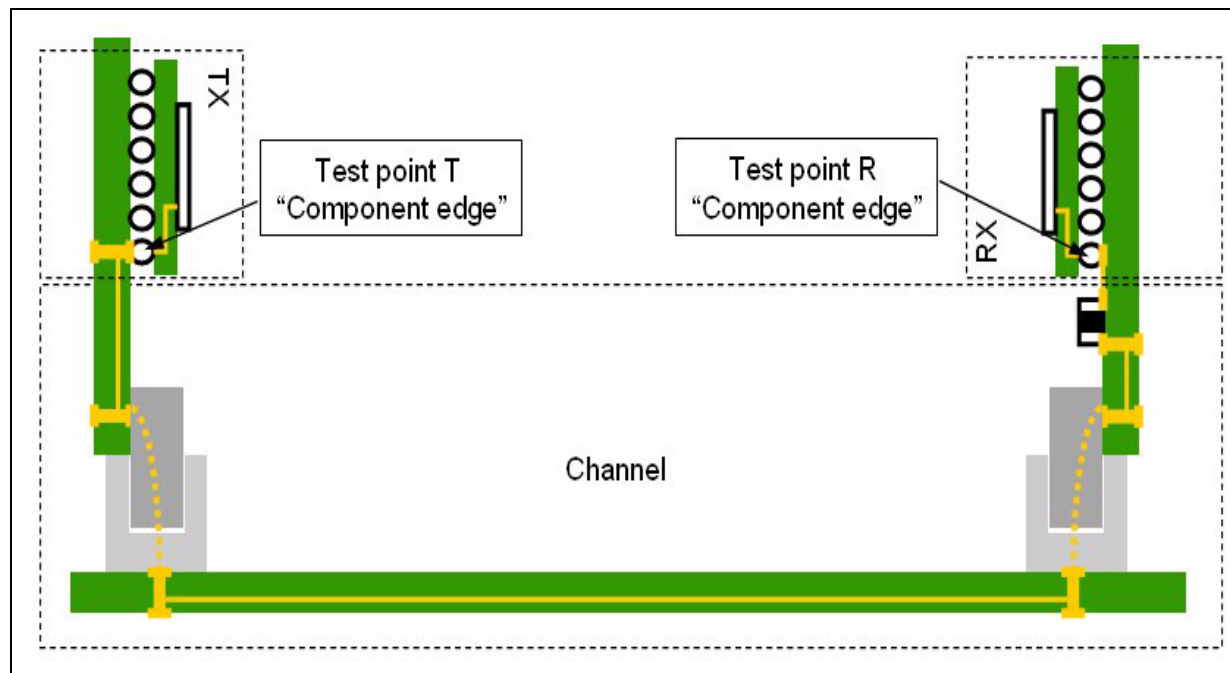 TX
Test point T
“Component edge”
Test point R
“Component edge”
RX
Channel